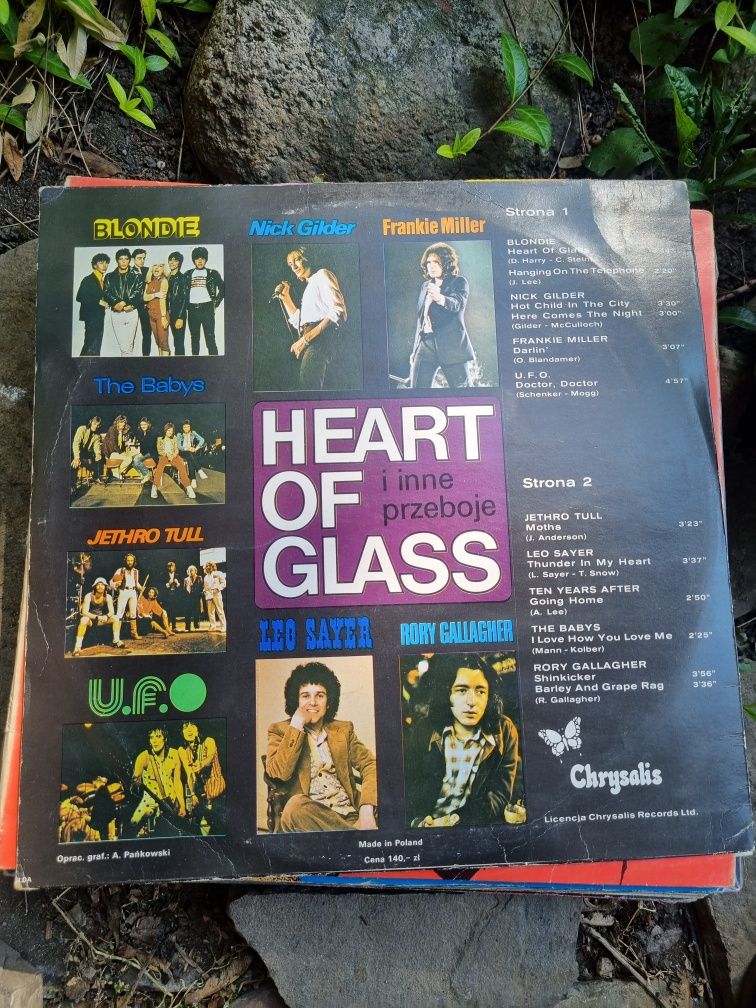 BLONDIE
Nick Gilder
Frankie Miller
The Babys
JETHRO TULL
U.F.O
HEART
OF
i inne
przeboje
GLASS
LEO SAYER
RORY GALLAGHER
Strona 1
BLONDIE
Heart Of Glass
(D. Harry - C. Stein)
Hanging On The Telephone 2'20"
(J. Lee)
NICK GILDER
Hot Child In The City 3'30"
Here Comes The Night 3'00"
(Gilder - McCulloch)
FRANKIE MILLER
Darlin' 3'07"
(O. Blandamer)
U.F.O.
Doctor, Doctor 4'57"
(Schenker - Mogg)
Strona 2
JETHRO TULL
Moths 3'23"
(J. Anderson)
LEO SAYER
Thunder In My Heart 3'37"
(L. Sayer - T. Snow)
TEN YEARS AFTER
Going Home 2'50"
(A. Lee)
THE BABYS
I Love How You Love Me 2'25"
(Mann - Kolber)
RORY GALLAGHER
Shinkicker 3'56"
Barley And Grape Rag 3'36"
(R. Gallagher)
Chrysalis
Licencja Chrysalis Records Ltd.
Made in Poland
Cena 140,- zł
Oprac. graf.: A. Pańkowski